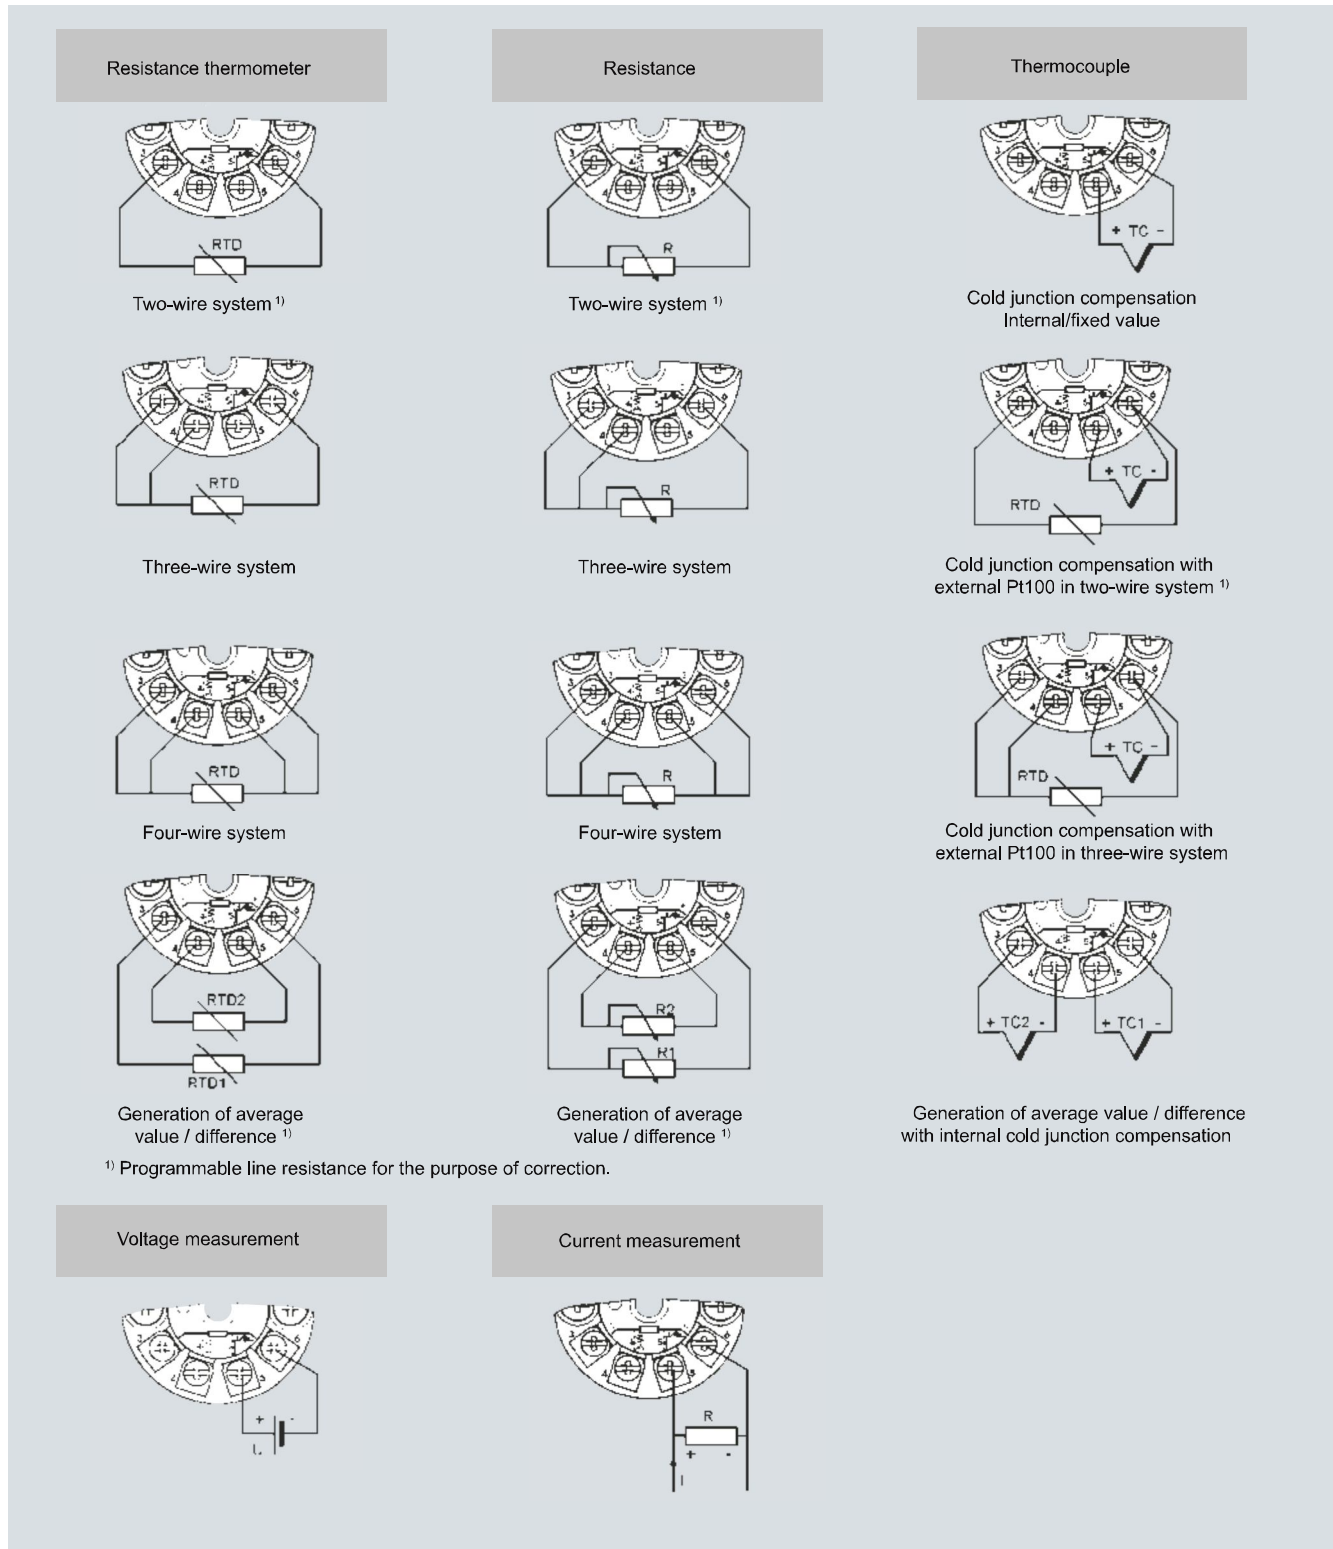 Resistance thermometer
RTD
Two-wire system 1)
RTD
Three-wire system
RTD
Four-wire system
RTD2
RTD1
Generation of average
value / difference 1)
Resistance
R
Two-wire system 1)
R
Three-wire system
R
Four-wire system
R2
R1
Generation of average
value / difference 1)
Thermocouple
+ TC -
Cold junction compensation
Internal/fixed value
+ TC -
RTD
Cold junction compensation with
external Pt100 in two-wire system 1)
+ TC -
RTD
Cold junction compensation with
external Pt100 in three-wire system
+ TC2 -
+ TC1 -
Generation of average value / difference
with internal cold junction compensation
1) Programmable line resistance for the purpose of correction.
Voltage measurement
+ -
Current measurement
R
+ -
I